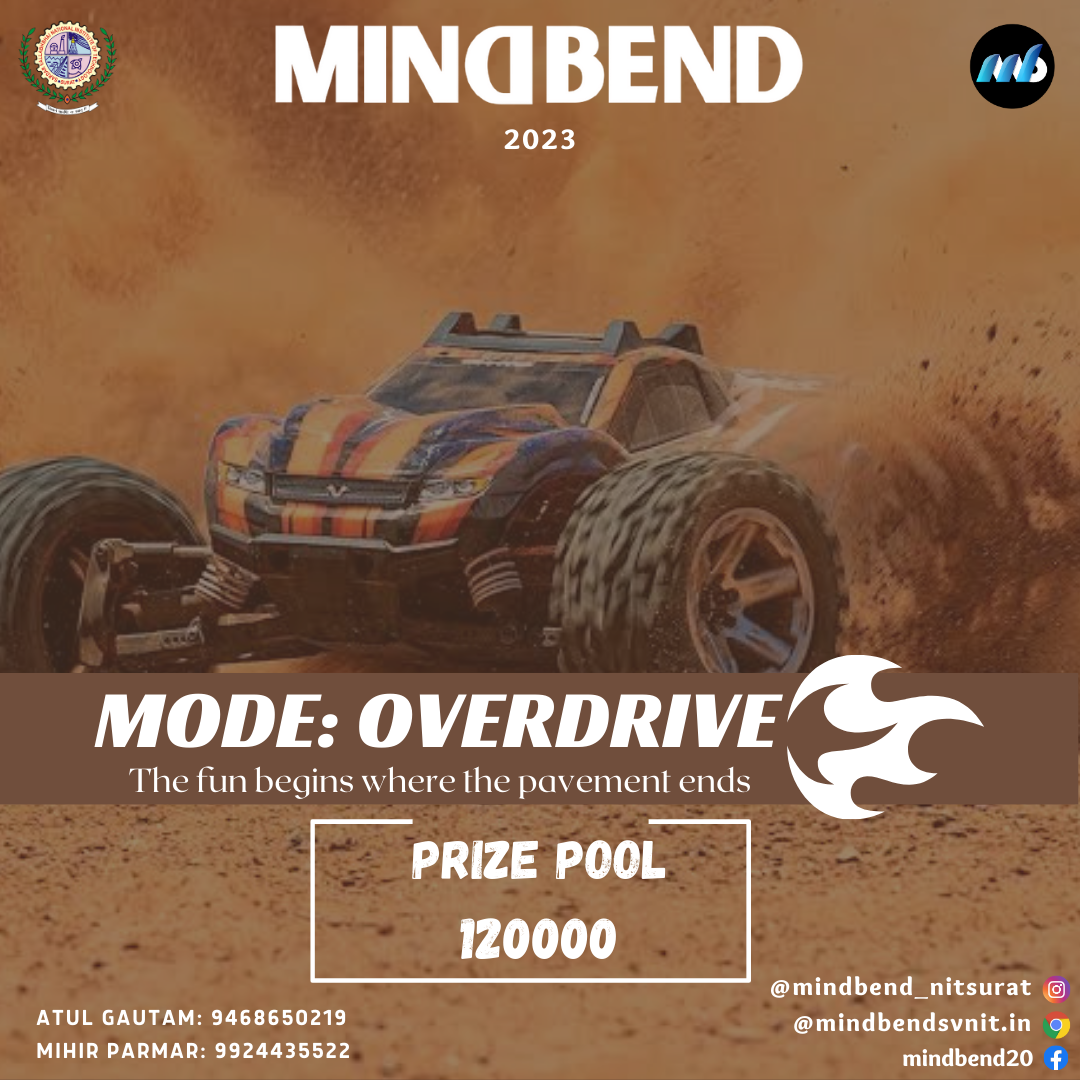 MINDBEND
2023
MODE: OVERDRIVE
The fun begins where the pavement ends
PRIZE POOL
120000
@mindbend_nitsurat
@mindbendsvnit.in
mindbend20
ATUL GAUTAM: 9468650219
MIHIR PARMAR: 9924435522
mb